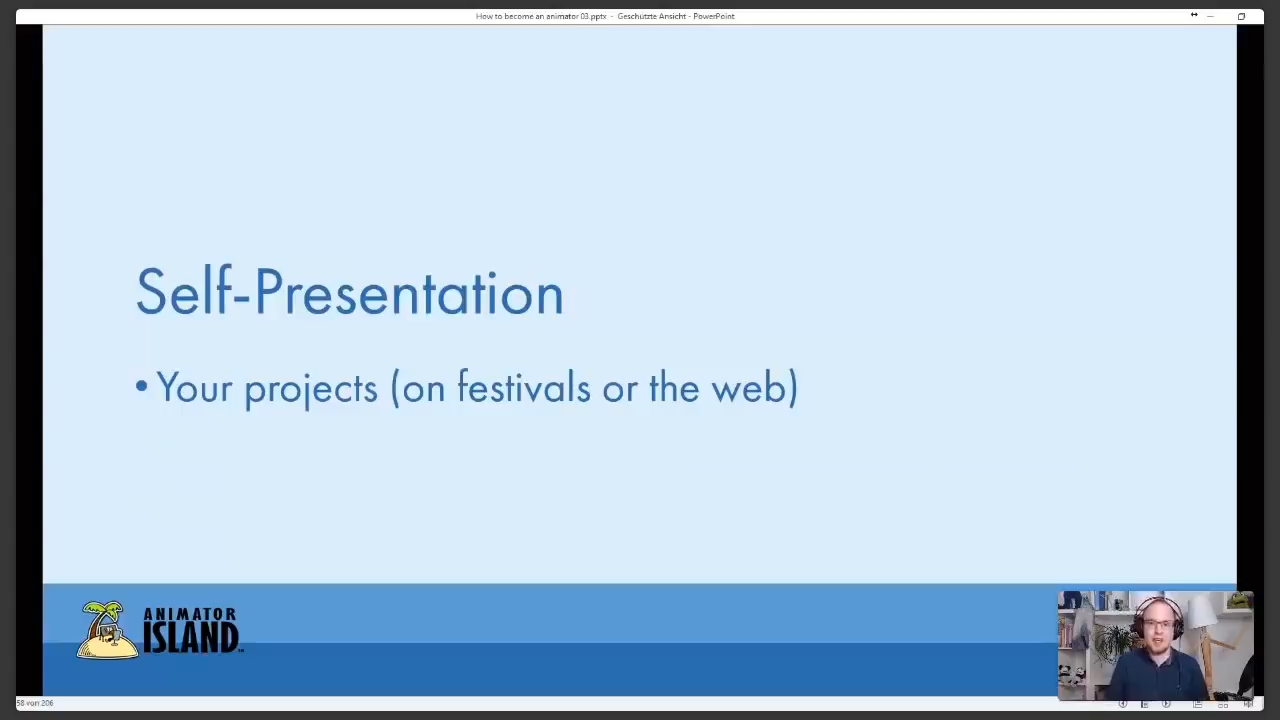 How to become an animator 03.pptx - Geschützte Ansicht - PowerPoint
Self-Presentation
• Your projects (on festivals or the web)
ANIMATOR
ISLAND™
58 von 206